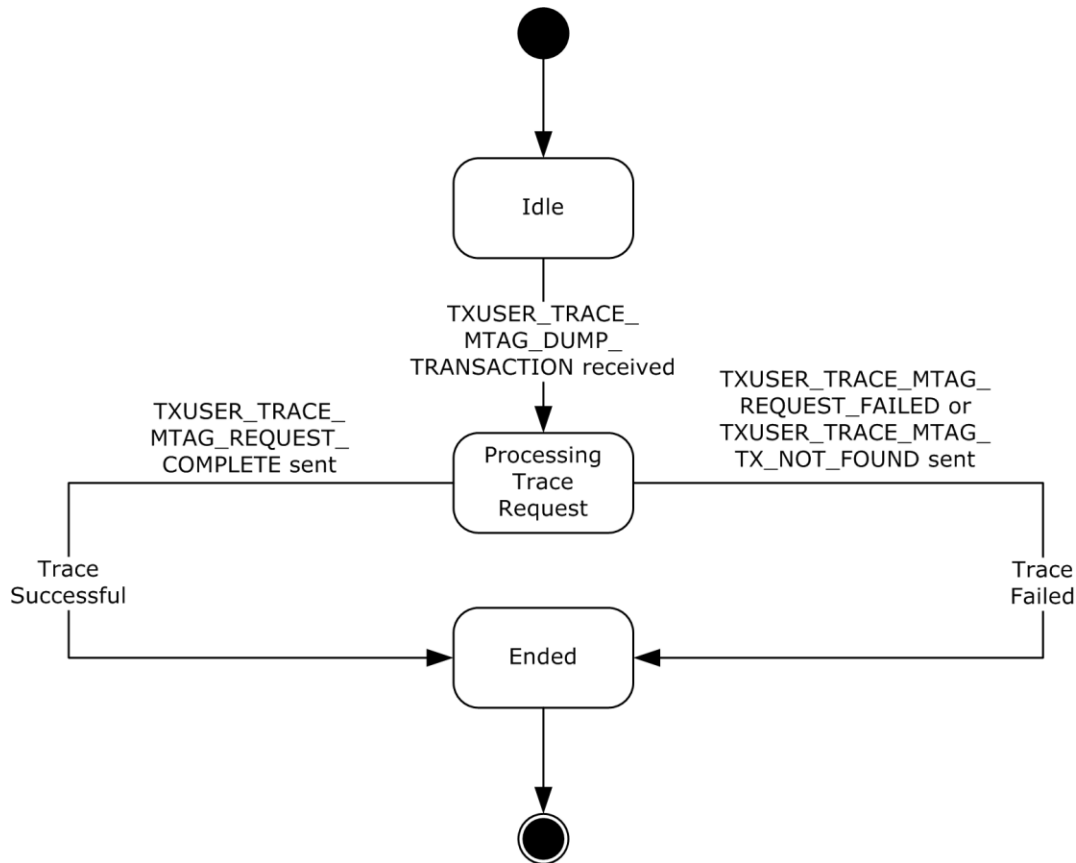 Idle
TXUSER_TRACE_
MTAG_DUMP_
TRANSACTION received
TXUSER_TRACE_
MTAG_REQUEST_
COMPLETE sent
TXUSER_TRACE_MTAG_
REQUEST_FAILED or
TXUSER_TRACE_MTAG_
TX_NOT_FOUND sent
Processing
Trace
Request
Trace
Successful
Trace
Failed
Ended